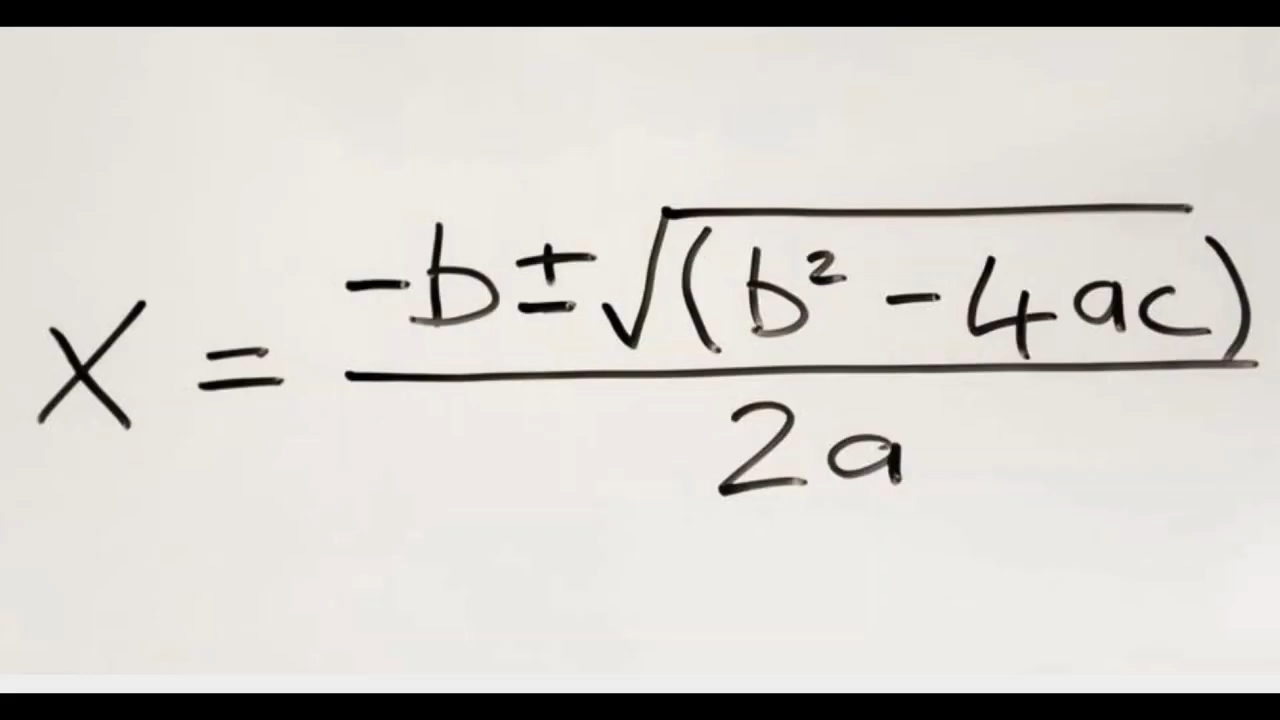 X = -b ± √(b² - 4ac)
2a